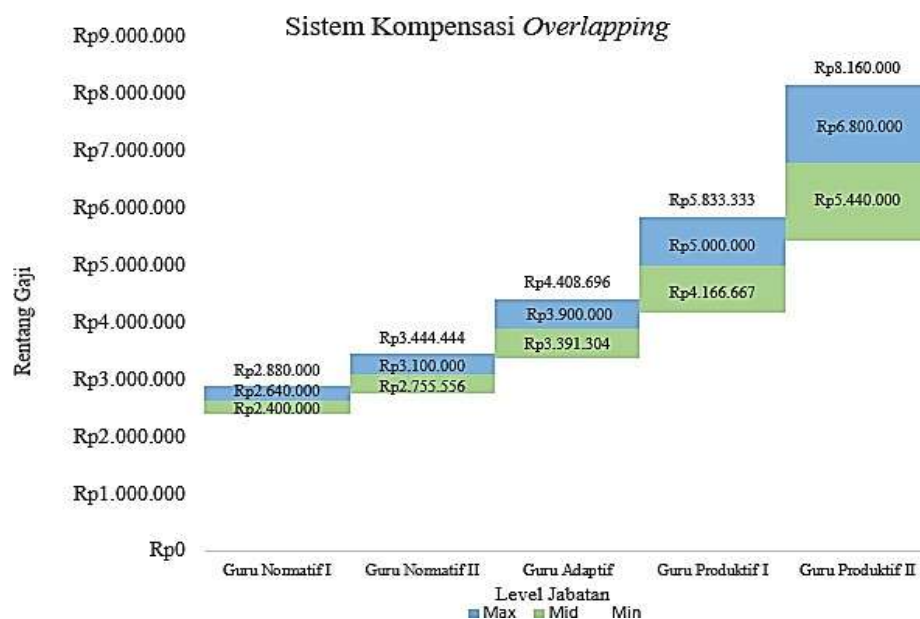 Sistem Kompensasi Overlapping
Rp9.000.000
Rp8.000.000
Rp7.000.000
Rp6.000.000
Rp5.000.000
Rp4.000.000
Rp3.000.000
Rp2.000.000
Rp1.000.000
Rp0
Rentang Gaji
Rp2.880.000
Rp2.640.000
Rp2.400.000
Rp3.444.444
Rp3.100.000
Rp2.755.556
Rp4.408.696
Rp3.900.000
Rp3.391.304
Rp5.833.333
Rp5.000.000
Rp4.166.667
Rp8.160.000
Rp6.800.000
Rp5.440.000
Guru Normatif I
Guru Normatif II
Guru Adaptif
Guru Produktif I
Guru Produktif II
Level Jabatan
Max Mid Min